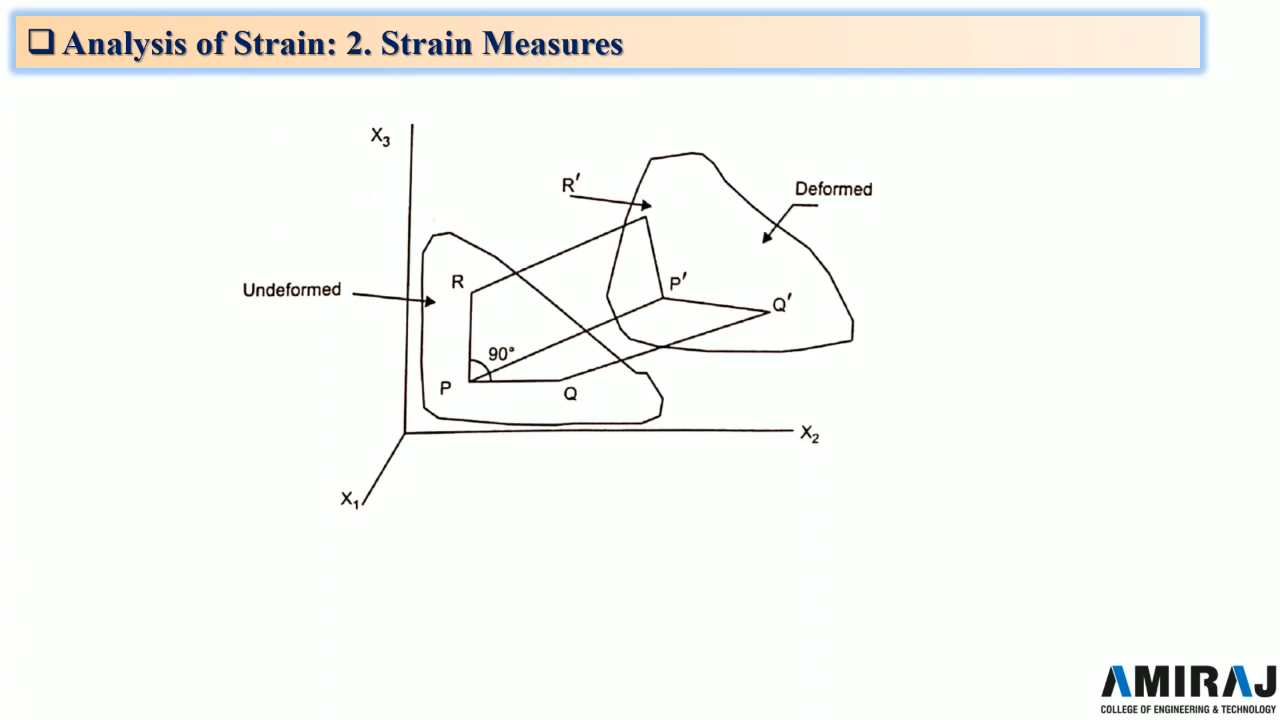 Analysis of Strain: 2. Strain Measures
X3
R′
Deformed
Undeformed
R
P′
Q′
90°
P
Q
X2
X1
AMIRAJ
COLLEGE OF ENGINEERING & TECHNOLOGY